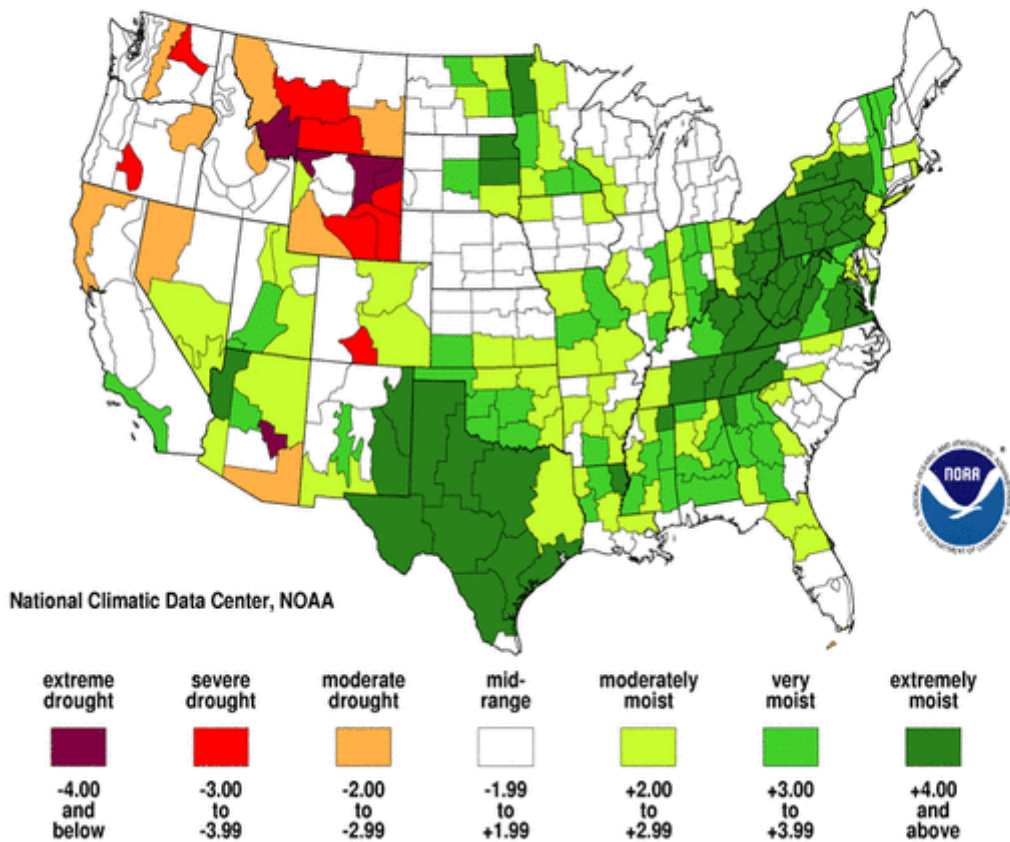 NOAA
National Climatic Data Center, NOAA
extreme drought
severe drought
moderate drought
mid-range
moderately moist
very moist
extremely moist
-4.00 and below
-3.00 to -3.99
-2.00 to -2.99
-1.99 to +1.99
+2.00 to +2.99
+3.00 to +3.99
+4.00 and above